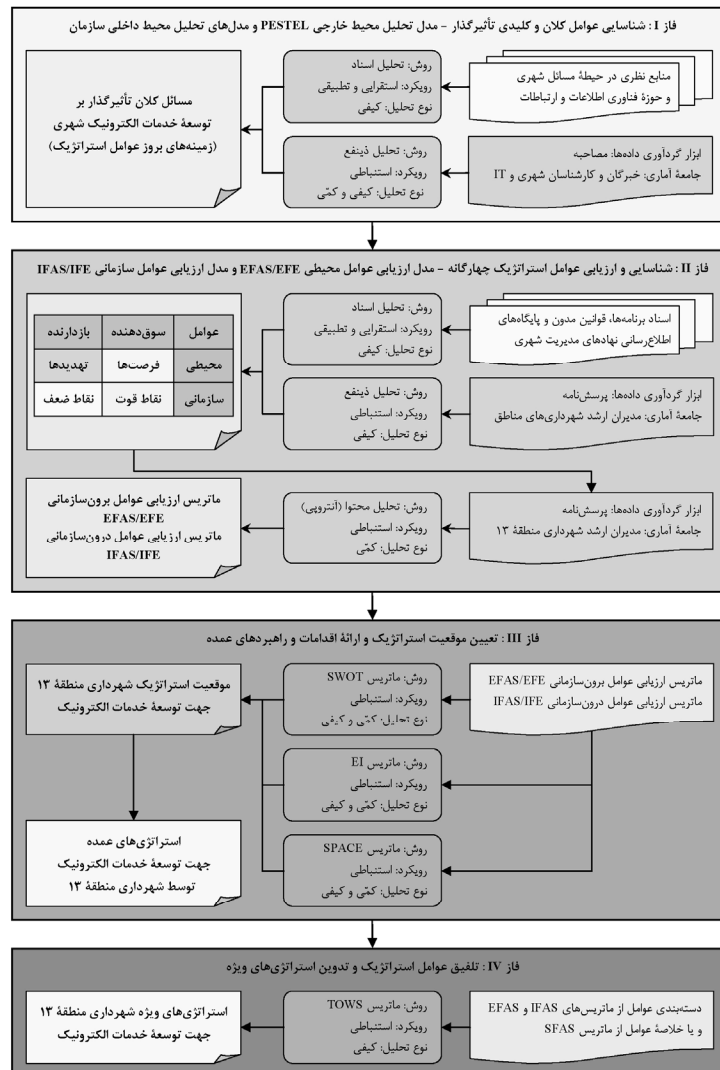 فاز I : شناسایی عوامل کلان و کلیدی تأثیرگذار - مدل تحلیل محیط خارجی PESTEL و مدل‌های تحلیل محیط داخلی سازمان
منابع نظری در حیطهٔ مسائل شهری
و حوزهٔ فناوری اطلاعات و ارتباطات
روش: تحلیل اسناد
رویکرد: استقرایی و تطبیقی
نوع تحلیل: کیفی
مسائل کلان تأثیرگذار بر
توسعهٔ خدمات الکترونیک شهری
(زمینه‌های بروز عوامل استراتژیک)
ابزار گردآوری داده‌ها: مصاحبه
جامعهٔ آماری: خبرگان و کارشناسان شهری و IT
روش: تحلیل ذینفع
رویکرد: استنباطی
نوع تحلیل: کیفی و کمّی
فاز II : شناسایی و ارزیابی عوامل استراتژیک چهارگانه - مدل ارزیابی عوامل محیطی EFAS/EFE و مدل ارزیابی عوامل سازمانی IFAS/IFE
اسناد برنامه‌ها، قوانین مدون و پایگاه‌های
اطلاع‌رسانی نهادهای مدیریت شهری
روش: تحلیل اسناد
رویکرد: استقرایی و تطبیقی
نوع تحلیل: کیفی
عوامل سوق‌دهنده بازدارنده
محیطی فرصت‌ها تهدیدها
سازمانی نقاط قوت نقاط ضعف
ابزار گردآوری داده‌ها: پرسش‌نامه
جامعهٔ آماری: مدیران ارشد شهرداری‌های مناطق
روش: تحلیل ذینفع
رویکرد: استنباطی
نوع تحلیل: کیفی
ابزار گردآوری داده‌ها: پرسش‌نامه
جامعهٔ آماری: مدیران ارشد شهرداری منطقهٔ ۱۳
روش: تحلیل محتوا (آنتروپی)
رویکرد: استنباطی
نوع تحلیل: کمّی
ماتریس ارزیابی عوامل برون‌سازمانی
EFAS/EFE
ماتریس ارزیابی عوامل درون‌سازمانی
IFAS/IFE
فاز III : تعیین موقعیت استراتژیک و ارائهٔ اقدامات و راهبردهای عمده
ماتریس ارزیابی عوامل برون‌سازمانی EFAS/EFE
ماتریس ارزیابی عوامل درون‌سازمانی IFAS/IFE
روش: ماتریس SWOT
رویکرد: استنباطی
نوع تحلیل: کمّی و کیفی
موقعیت استراتژیک شهرداری منطقهٔ ۱۳
جهت توسعهٔ خدمات الکترونیک
روش: ماتریس EI
رویکرد: استنباطی
نوع تحلیل: کمّی و کیفی
روش: ماتریس SPACE
رویکرد: استنباطی
نوع تحلیل: کمّی و کیفی
استراتژی‌های عمده
جهت توسعهٔ خدمات الکترونیک
توسط شهرداری منطقهٔ ۱۳
فاز IV : تلفیق عوامل استراتژیک و تدوین استراتژی‌های ویژه
دسته‌بندی عوامل از ماتریس‌های IFAS و EFAS
و یا خلاصهٔ عوامل از ماتریس SFAS
روش: ماتریس TOWS
رویکرد: استنباطی
نوع تحلیل: کیفی
استراتژی‌های ویژه شهرداری منطقهٔ ۱۳
جهت توسعهٔ خدمات الکترونیک